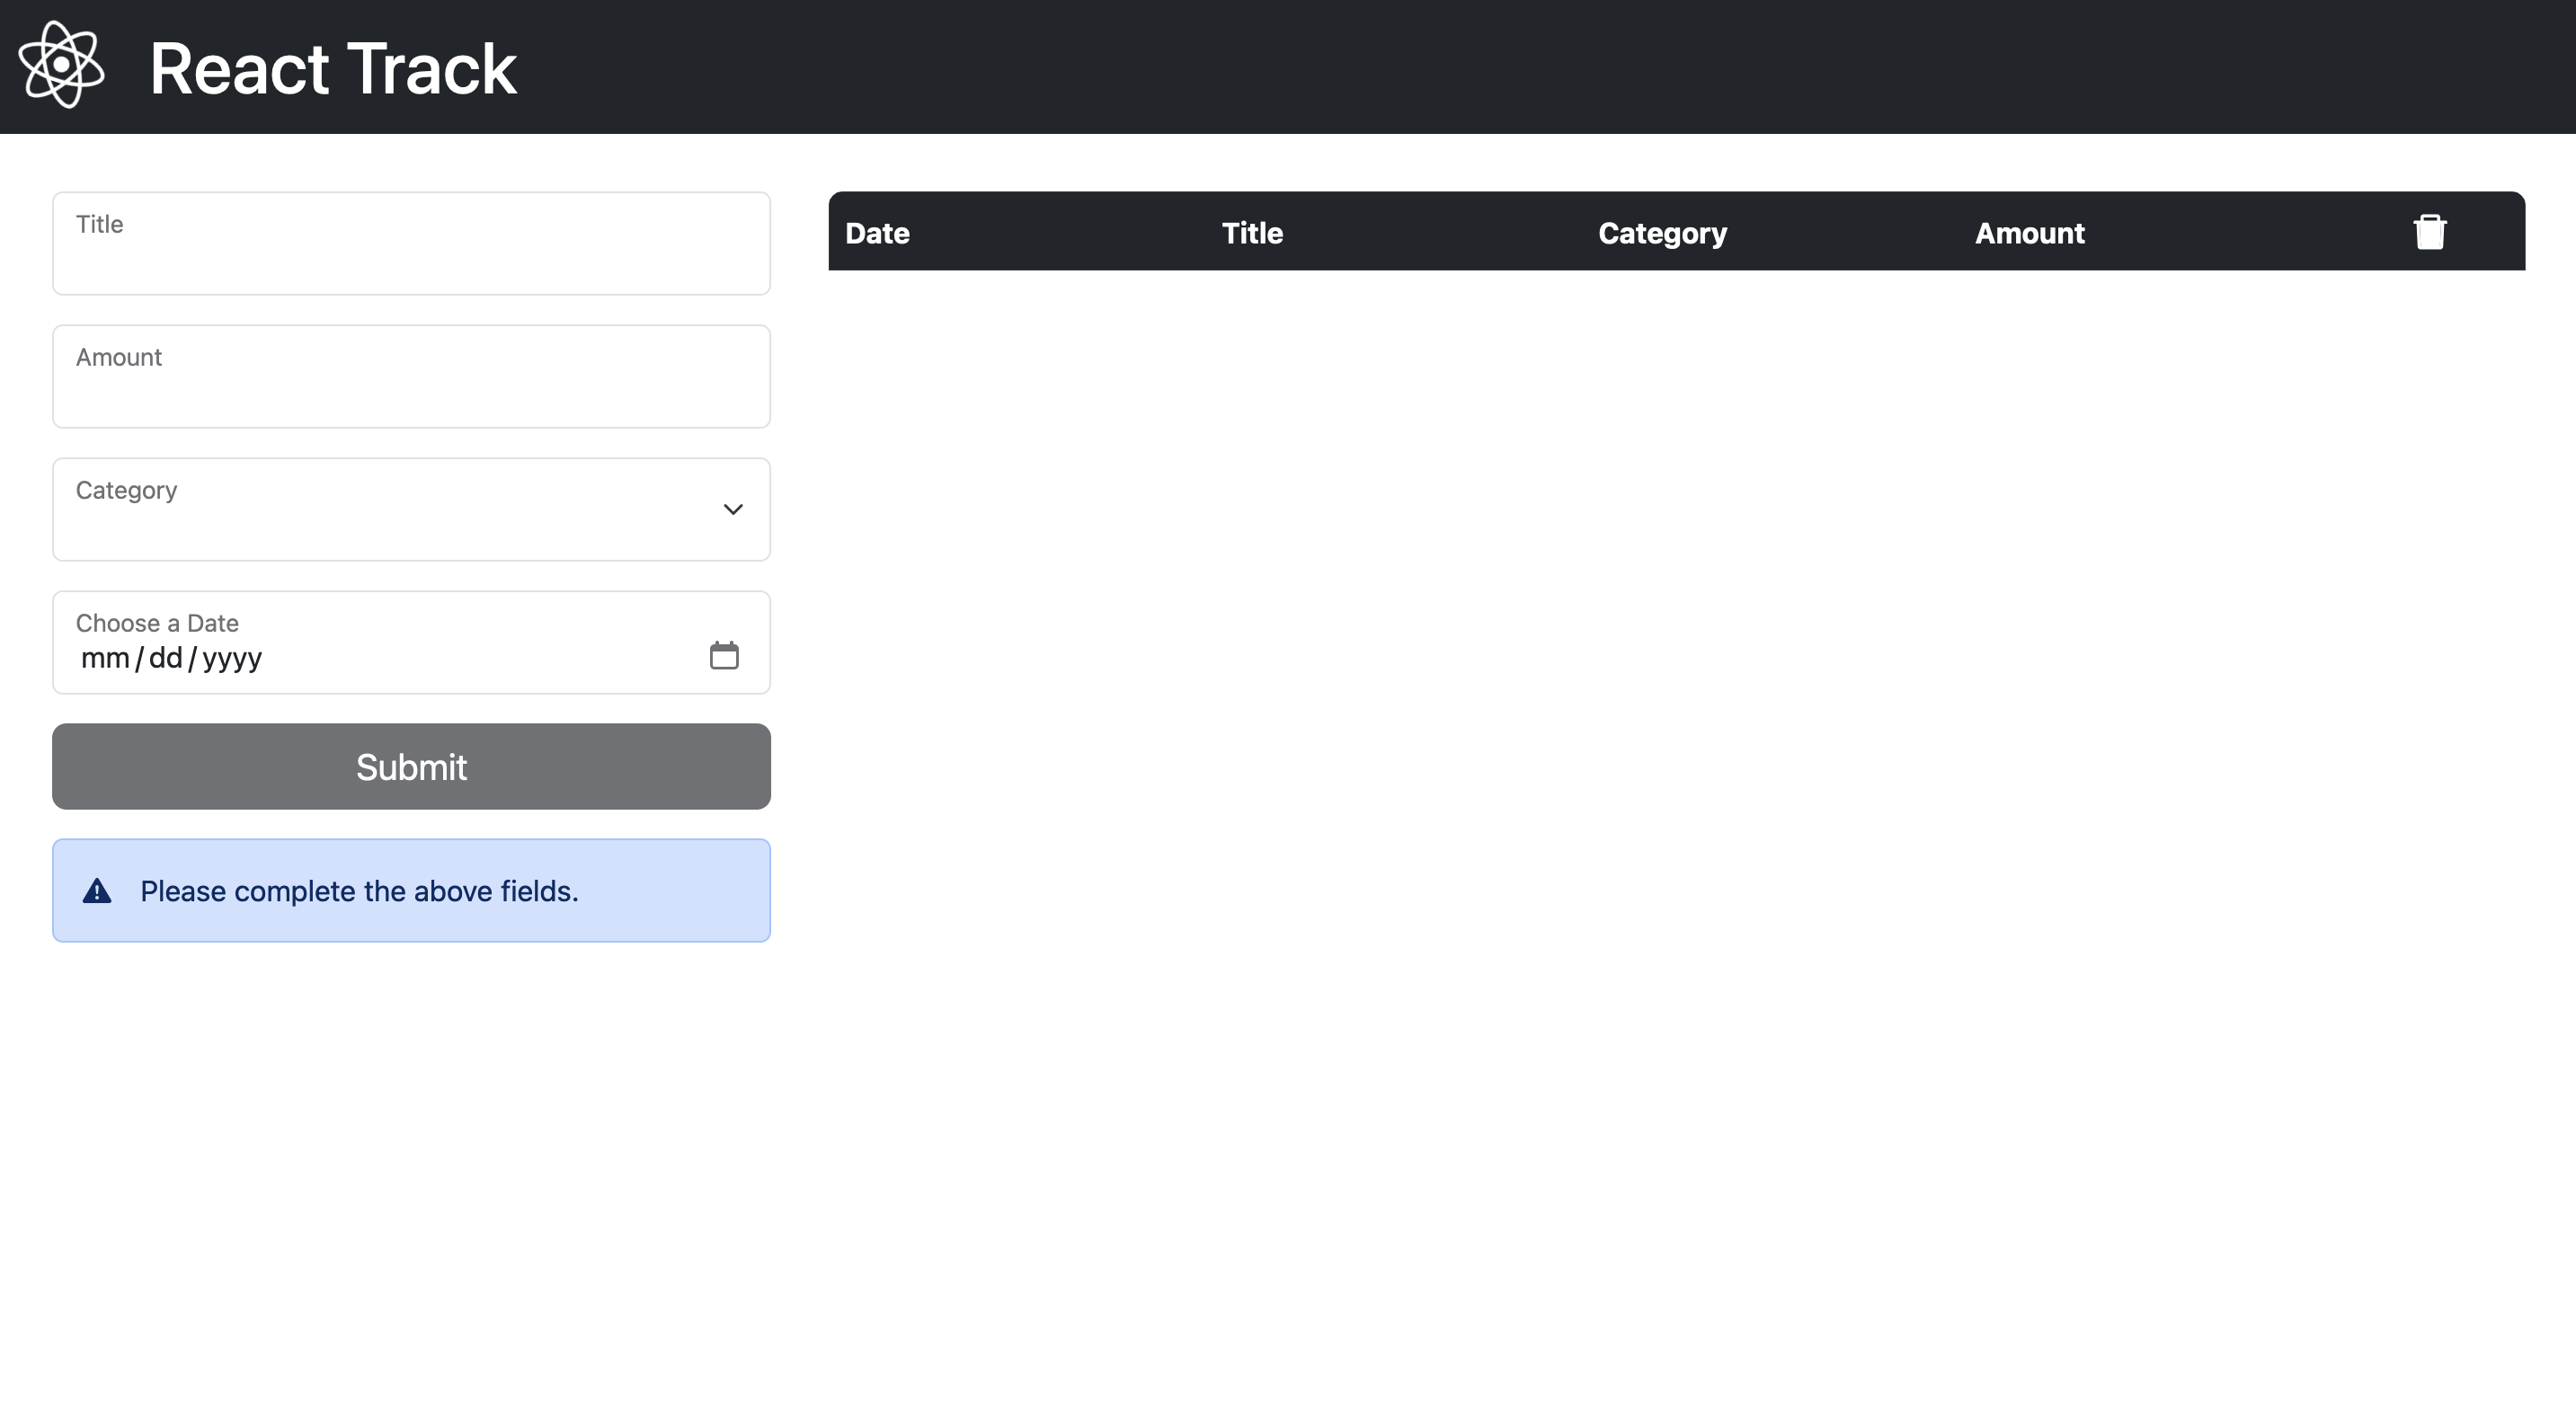 React Track
Title
Amount
Category
Choose a Date
mm/dd/yyyy
Submit
Please complete the above fields.
Date Title Category Amount